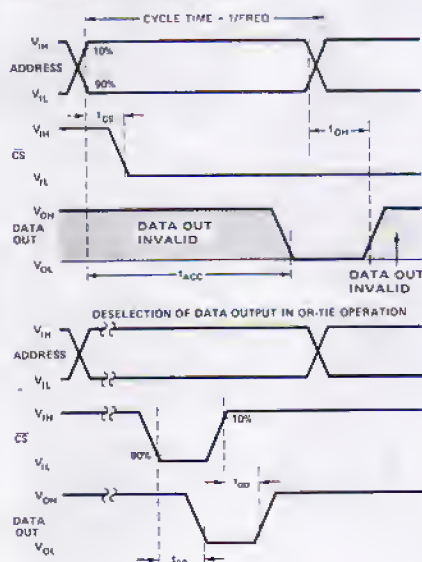 CYCLE TIME = 1/FREQ
VIH
10%
ADDRESS
90%
VIL
tCS
VIH
tOH
CS
VIL
VOH
DATA OUT
DATA OUT INVALID
VOL
tACC
DATA OUT INVALID
DESELECTION OF DATA OUTPUT IN OR-TIE OPERATION
VIH
ADDRESS
VIL
VIH
10%
CS
90%
VIL
tOD
VOH
DATA OUT
VOL